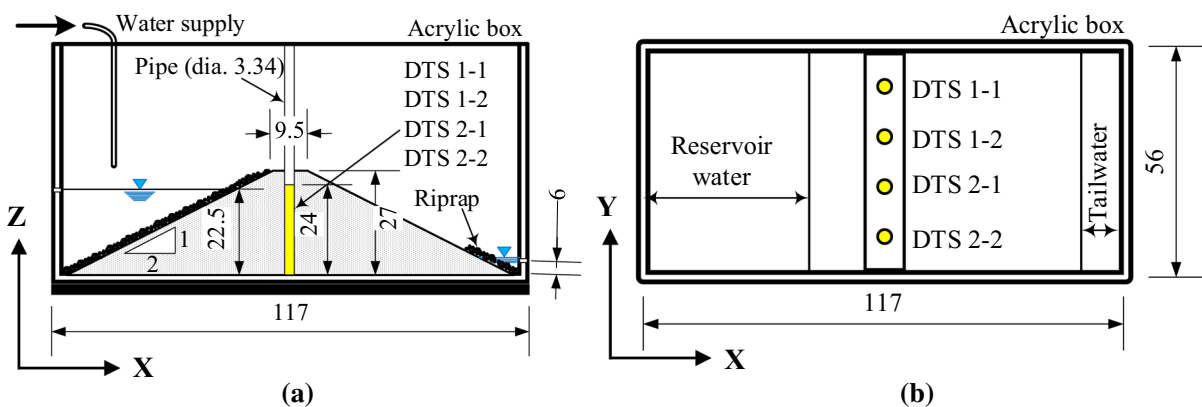 Water supply
Acrylic box
Pipe (dia. 3.34)
DTS 1-1
DTS 1-2
DTS 2-1
DTS 2-2
9.5
Riprap
6
Z
22.5
24
27
1
2
117
X
(a)
Acrylic box
DTS 1-1
DTS 1-2
Reservoir
water
DTS 2-1
DTS 2-2
Tailwater
56
Y
117
X
(b)